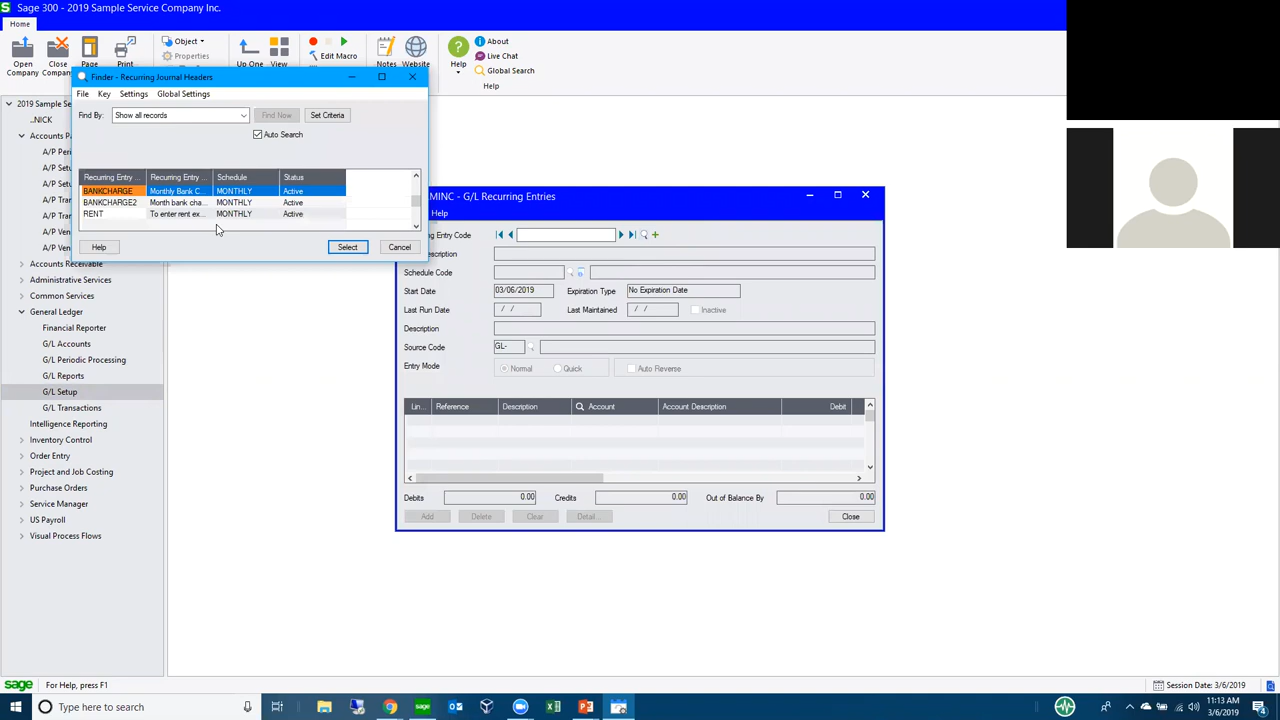 Sage 300 - 2019 Sample Service Company Inc.
Home
Open Company
Close Company
Print
Object
Properties
Up One
View
Edit Macro
Notes
Website
Help
About
Live Chat
Global Search
Help
Finder - Recurring Journal Headers
File Key Settings Global Settings
Find By: Show all records Find Now Set Criteria
Auto Search
Recurring Entry ... Recurring Entry ... Schedule Status
BANKCHARGE Monthly Bank C... MONTHLY Active
BANKCHARGE2 Month bank cha... MONTHLY Active
RENT To enter rent ex... MONTHLY Active
Help Select Cancel
2019 Sample Se
..NICK
Accounts Pa
A/P Peri
A/P Setu
A/P Tran
A/P Ven
Accounts Receivable
Administrative Services
Common Services
General Ledger
Financial Reporter
G/L Accounts
G/L Periodic Processing
G/L Reports
G/L Setup
G/L Transactions
Intelligence Reporting
Inventory Control
Order Entry
Project and Job Costing
Purchase Orders
Service Manager
US Payroll
Visual Process Flows
MINC - G/L Recurring Entries
Help
Entry Code
Schedule Code
Start Date 03/06/2019 Expiration Type No Expiration Date
Last Run Date / / Last Maintained / / Inactive
Description
Source Code GL-
Entry Mode Normal Quick Auto Reverse
Lin... Reference Description Account Account Description Debit
Debits 0.00 Credits 0.00 Out of Balance By 0.00
Add Delete Clear Detail... Close
sage For Help, press F1 Session Date: 3/6/2019
Type here to search
sage
11:13 AM
3/6/2019
4